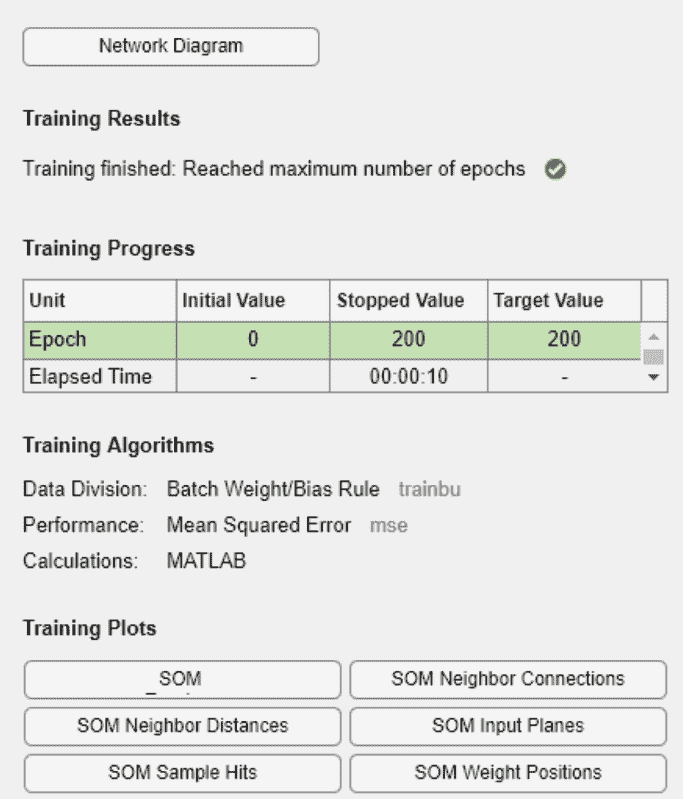 Network Diagram
Training Results
Training finished: Reached maximum number of epochs
Training Progress
Unit Initial Value Stopped Value Target Value
Epoch 0 200 200
Elapsed Time - 00:00:10 -
Training Algorithms
Data Division: Batch Weight/Bias Rule trainbu
Performance: Mean Squared Error mse
Calculations: MATLAB
Training Plots
SOM SOM Neighbor Connections
SOM Neighbor Distances SOM Input Planes
SOM Sample Hits SOM Weight Positions